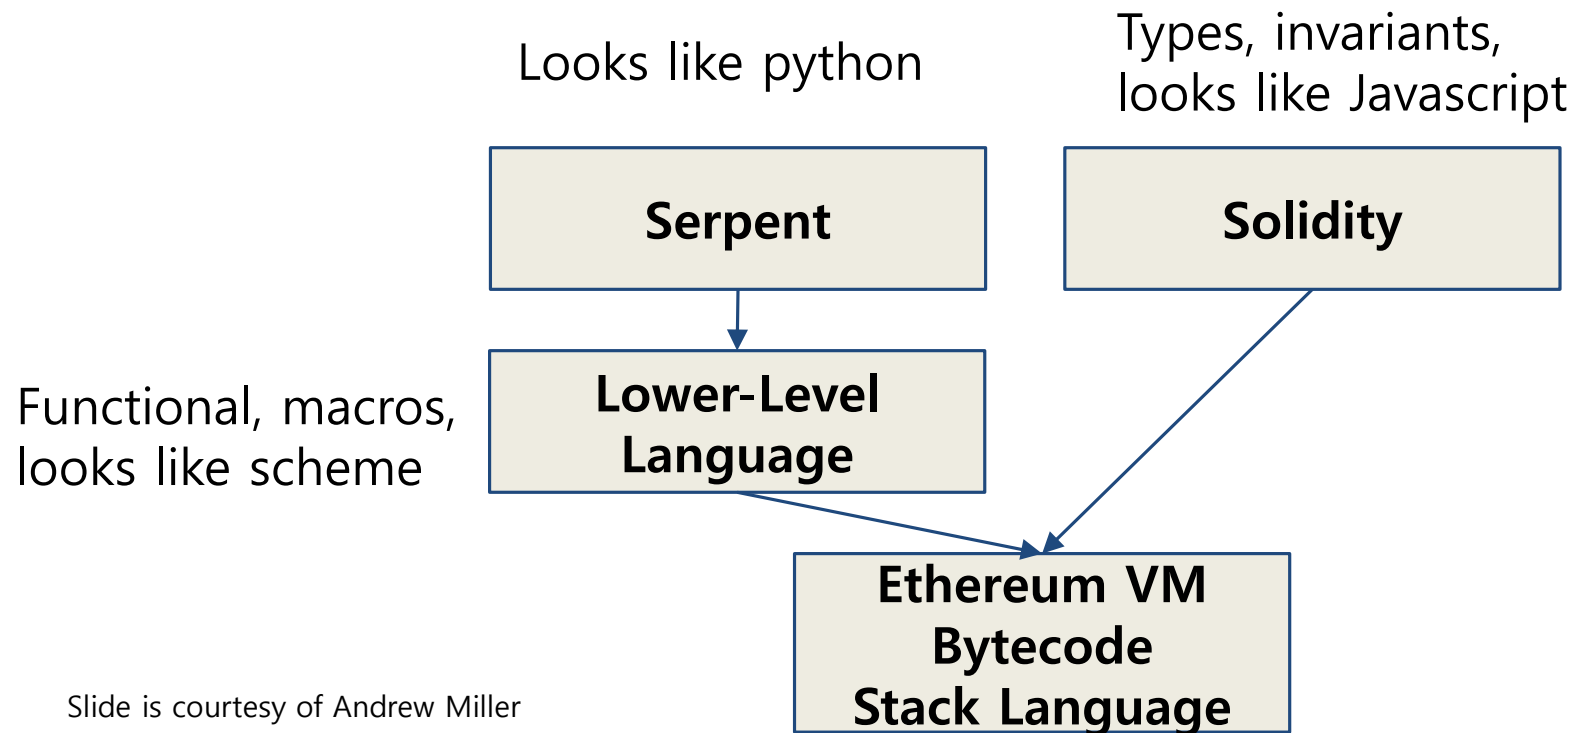 Looks like python
Types, invariants,
looks like Javascript
Serpent
Solidity
Functional, macros,
looks like scheme
Lower-Level
Language
Ethereum VM
Bytecode
Stack Language
Slide is courtesy of Andrew Miller